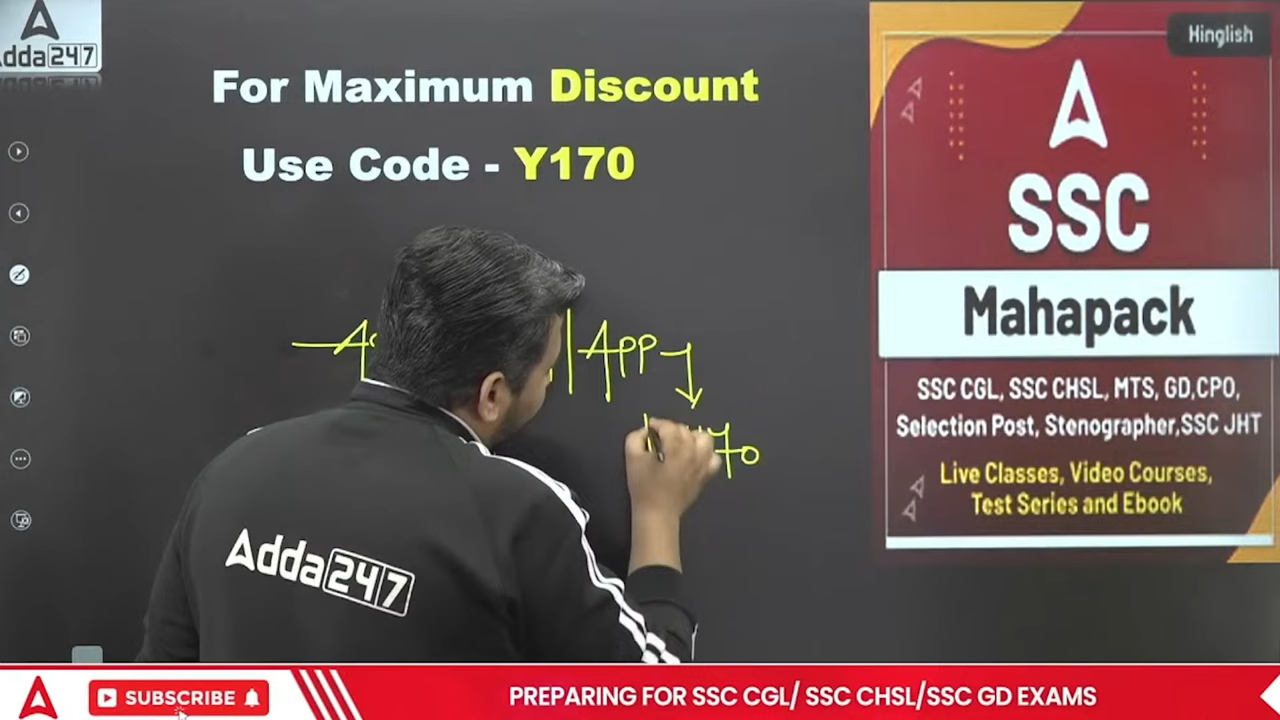 Adda247
For Maximum Discount
Use Code - Y170
App
Adda247
Hinglish
SSC
Mahapack
SSC CGL, SSC CHSL, MTS, GD,CPO,
Selection Post, Stenographer,SSC JHT
Live Classes, Video Courses,
Test Series and Ebook
SUBSCRIBE
PREPARING FOR SSC CGL/ SSC CHSL/SSC GD EXAMS